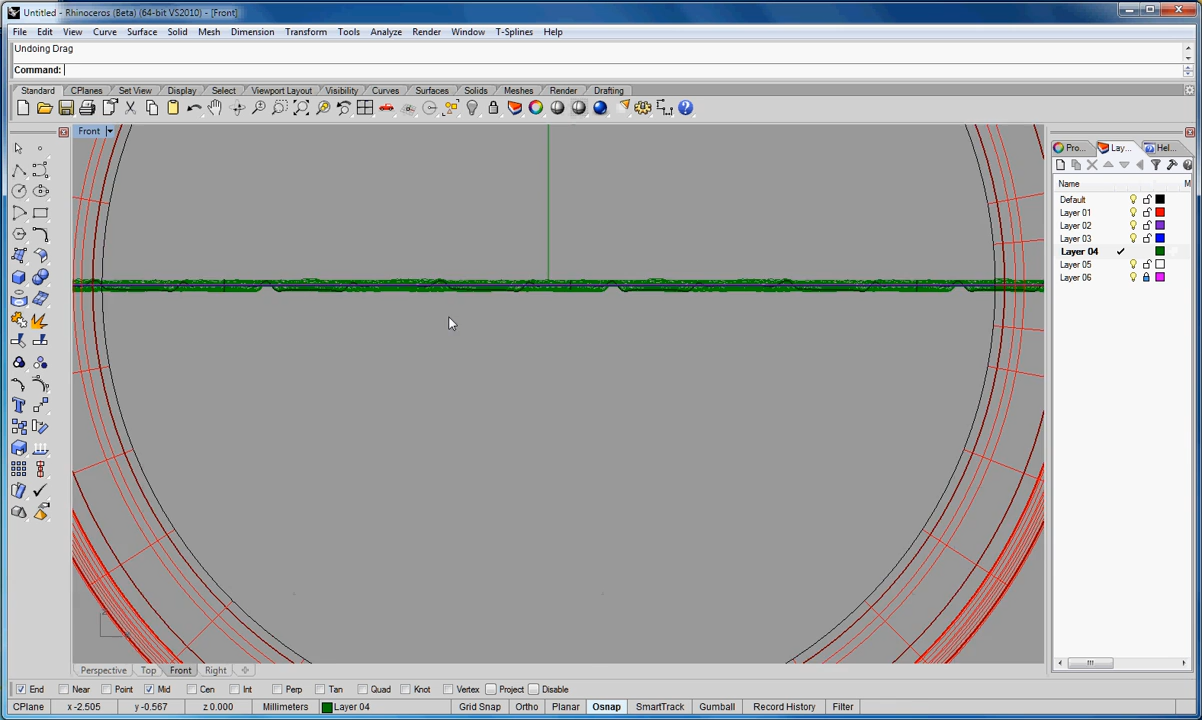 Untitled - Rhinoceros (Beta) (64-bit VS2010) - [Front]
File Edit View Curve Surface Solid Mesh Dimension Transform Tools Analyze Render Window T-Splines Help
Undoing Drag
Command:
Standard CPlanes Set View Display Select Viewport Layout Visibility Curves Surfaces Solids Meshes Render Drafting
Front
Pro... Lay... Hel...
Name M
Default
Layer 01
Layer 02
Layer 03
Layer 04
Layer 05
Layer 06
Perspective Top Front Right
End Near Point Mid Cen Int Perp Tan Quad Knot Vertex Project Disable
CPlane x -2.505 y -0.567 z 0.000 Millimeters Layer 04 Grid Snap Ortho Planar Osnap SmartTrack Gumball Record History Filter